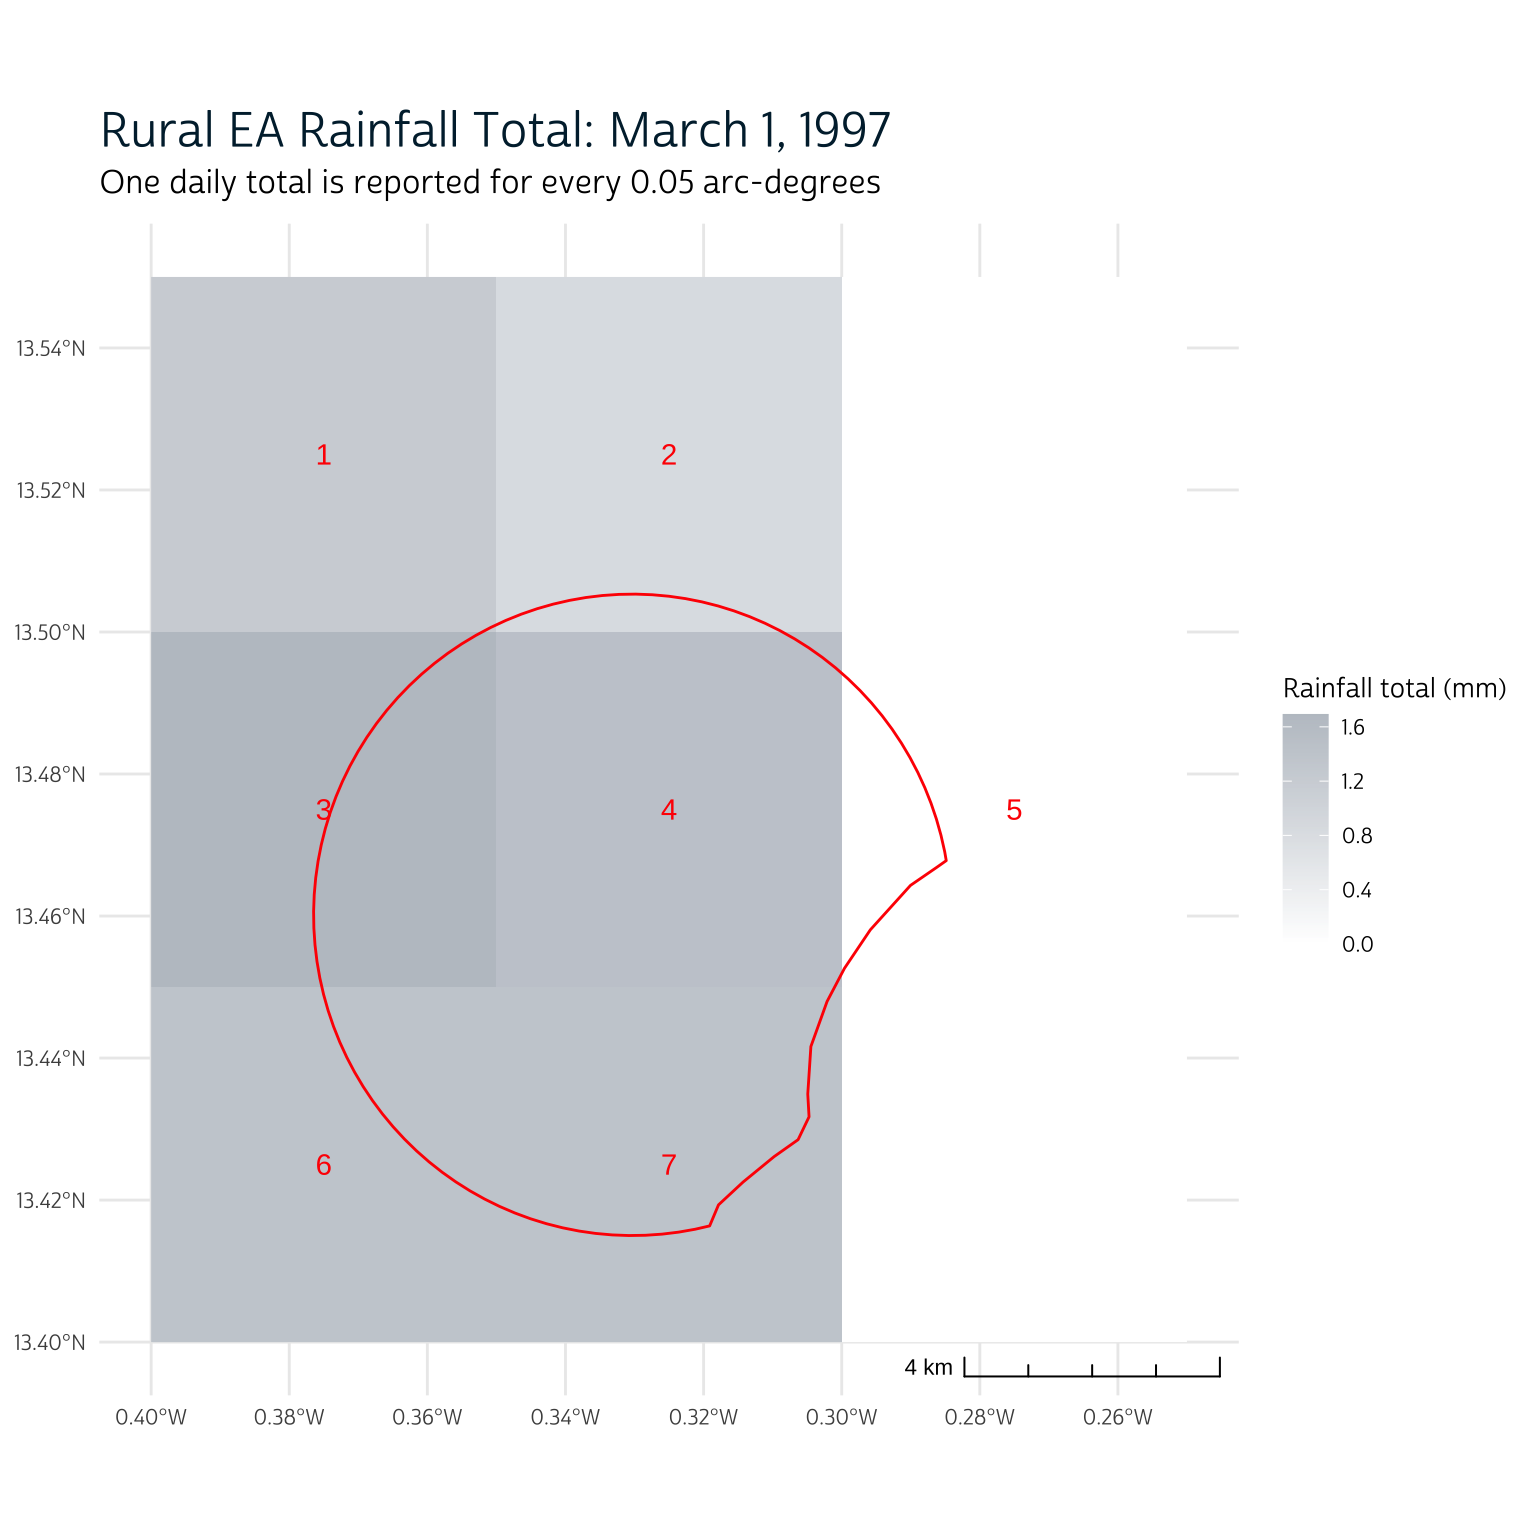 Rural EA Rainfall Total: March 1, 1997
One daily total is reported for every 0.05 arc-degrees
13.54°N
1 2
13.52°N
13.50°N
Rainfall total (mm)
1.6
1.2
0.8
0.4
0.0
13.48°N
3 4 5
13.46°N
13.44°N
6 7
13.42°N
13.40°N
4 km
0.40°W 0.38°W 0.36°W 0.34°W 0.32°W 0.30°W 0.28°W 0.26°W